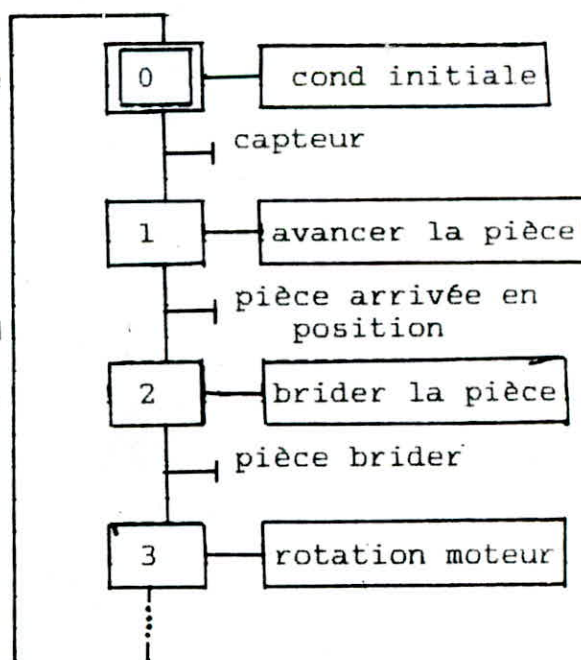 0 cond initiale
capteur
1 avancer la pièce
pièce arrivée en
position
2 brider la pièce
pièce brider
3 rotation moteur